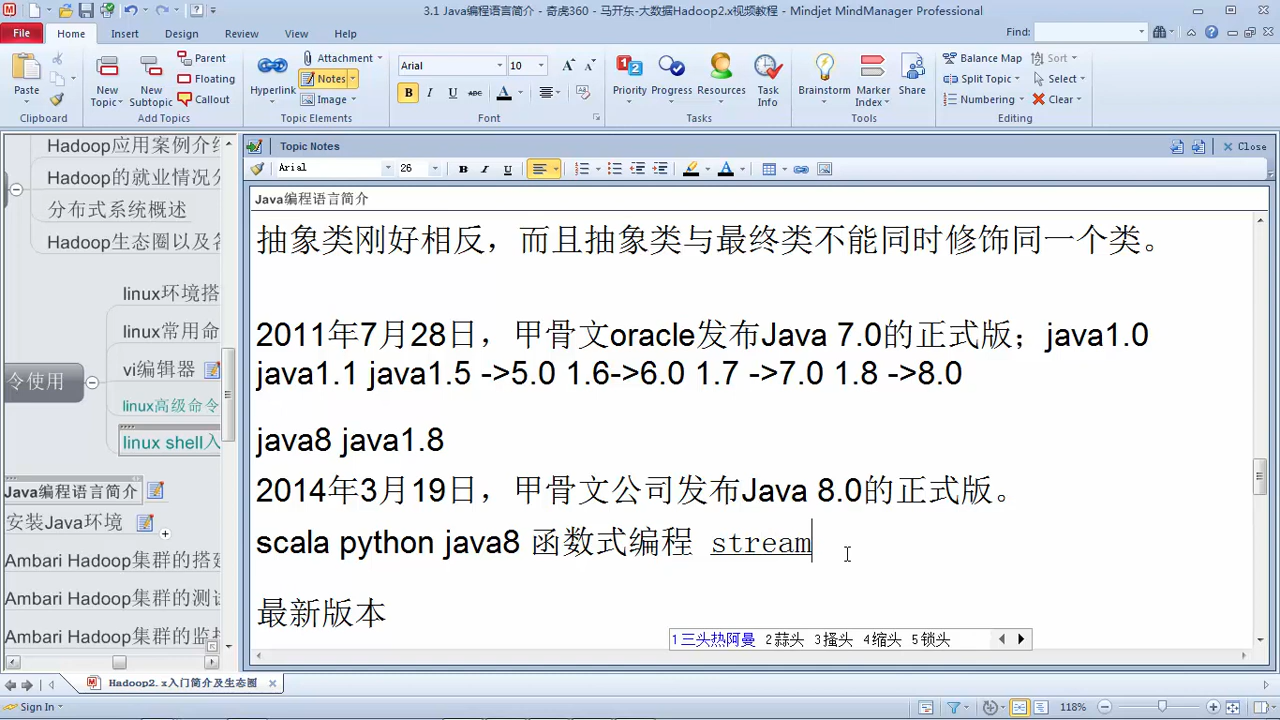 3.1 Java编程语言简介 - 奇虎360 - 马开东-大数据Hadoop2.x视频教程 - Mindjet MindManager Professional
File Home Insert Design Review View Help Find:
Paste
Clipboard
New Topic
New Subtopic
Parent
Floating
Callout
Add Topics
Hyperlink
Attachment
Notes
Image
Topic Elements
Arial 10
B I U ABC A
Font
Priority Progress Resources Task Info
Tasks
Brainstorm Marker Index Share
Tools
Balance Map Sort
Split Topic Select
Numbering Clear
Editing
Hadoop应用案例介绍
Hadoop的就业情况分
分布式系统概述
Hadoop生态圈以及各
linux环境搭
linux常用命
vi编辑器
令使用
linux高级命令
linux shell入
Java编程语言简介
安装Java环境
Ambari Hadoop集群的搭建
Ambari Hadoop集群的测试
Ambari Hadoop集群的监控
Topic Notes Close
Arial 26 B I U A
Java编程语言简介
抽象类刚好相反，而且抽象类与最终类不能同时修饰同一个类。
2011年7月28日，甲骨文oracle发布Java 7.0的正式版；java1.0
java1.1 java1.5 ->5.0 1.6->6.0 1.7 ->7.0 1.8 ->8.0
java8 java1.8
2014年3月19日，甲骨文公司发布Java 8.0的正式版。
scala python java8 函数式编程 stream
最新版本
1三头热阿曼 2蒜头 3搔头 4缩头 5锁头
Hadoop2.x入门简介及生态圈
Sign In 118%